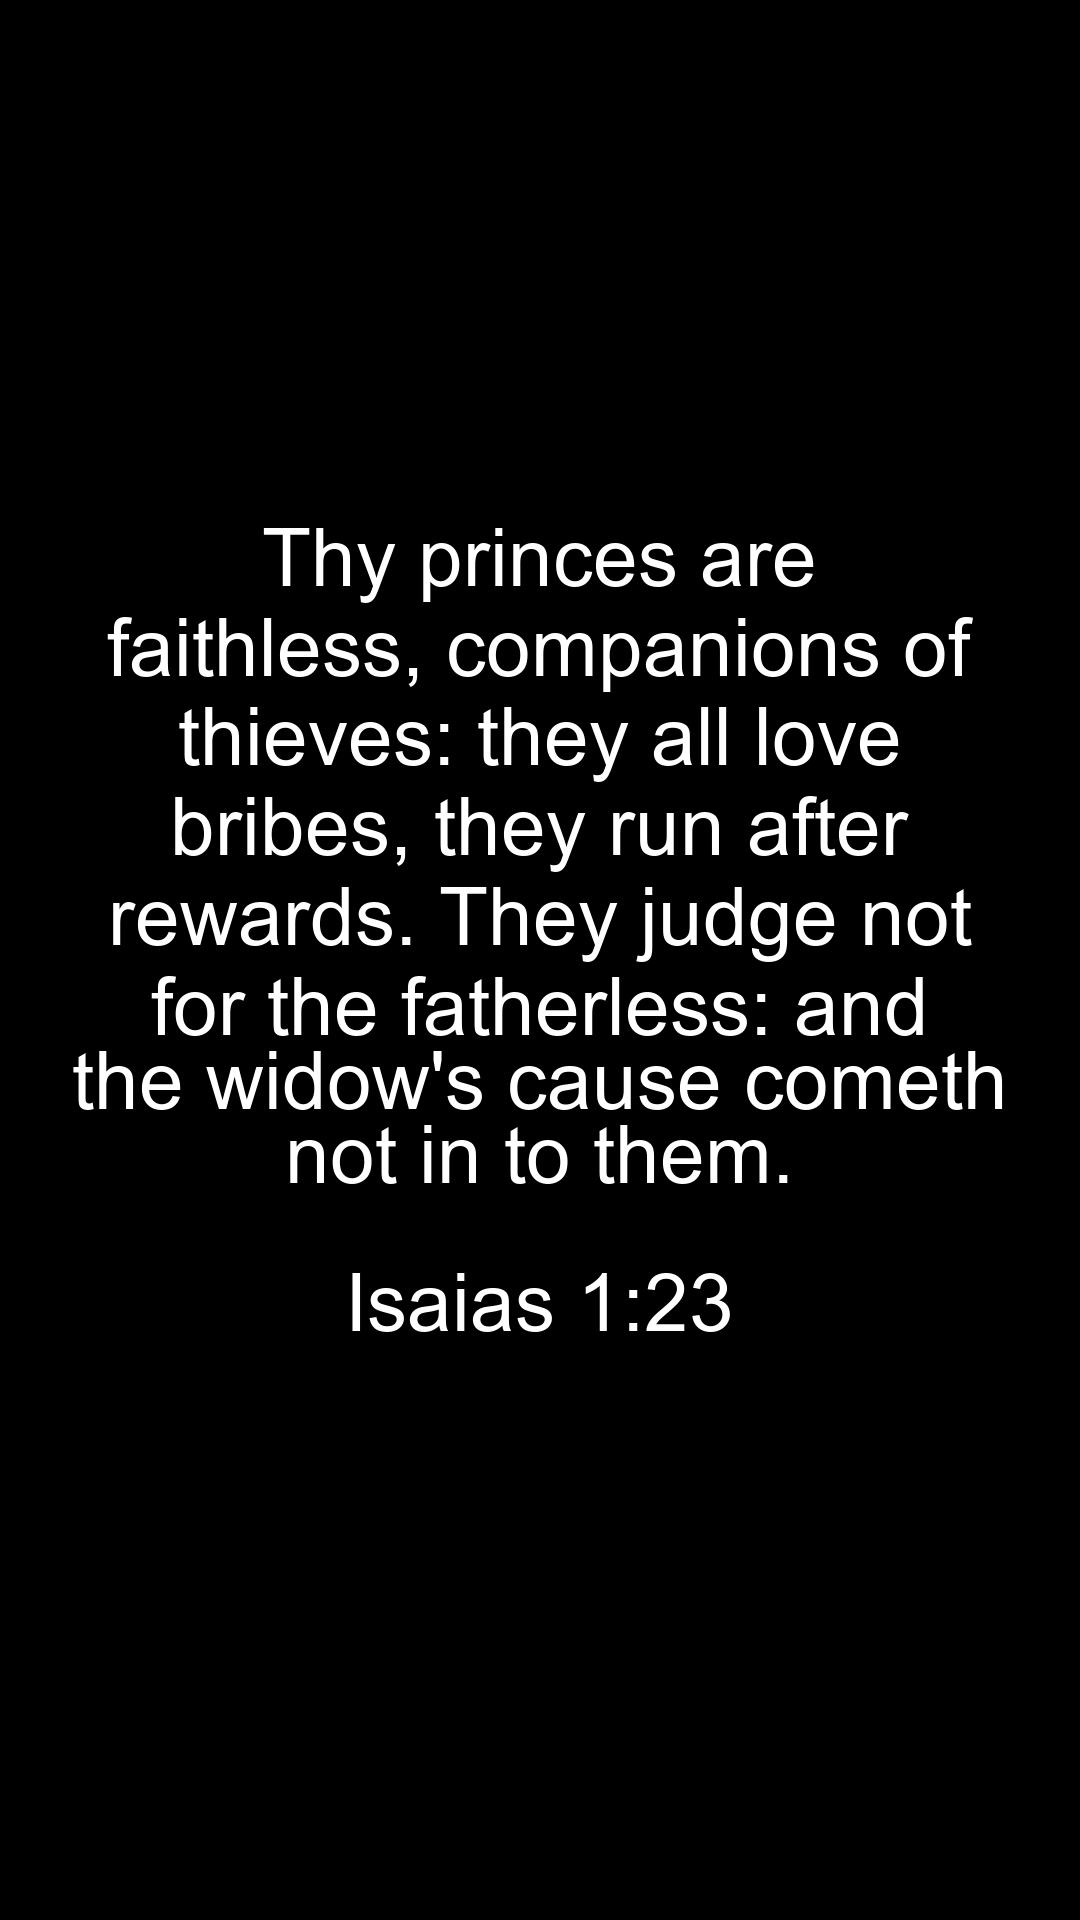 Thy princes are
faithless, companions of
thieves: they all love
bribes, they run after
rewards. They judge not
for the fatherless: and
the widow's cause cometh
not in to them.
Isaias 1:23